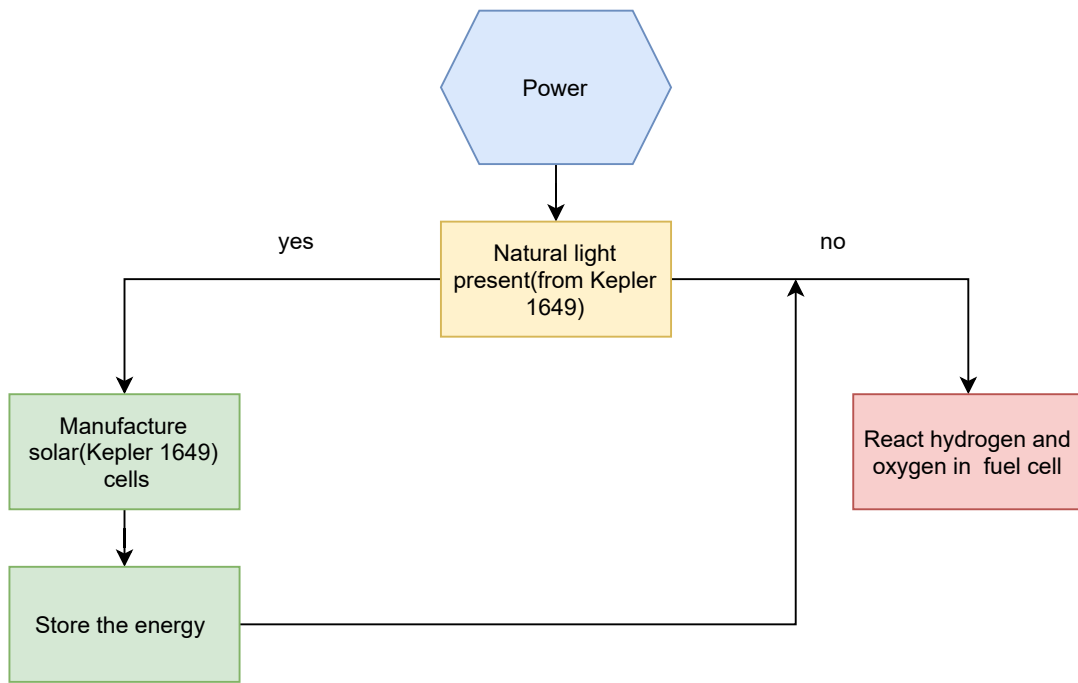 Power
yes
no
Natural light
present(from Kepler
1649)
Manufacture
solar(Kepler 1649)
cells
React hydrogen and
oxygen in  fuel cell
Store the energy